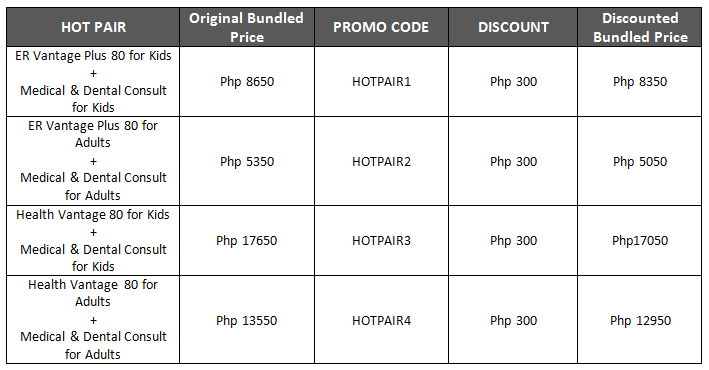 HOT PAIR
Original Bundled
Price
PROMO CODE
DISCOUNT
Discounted
Bundled Price
ER Vantage Plus 80 for Kids
+
Medical & Dental Consult
for Kids
Php 8650
HOTPAIR1
Php 300
Php 8350
ER Vantage Plus 80 for
Adults
+
Medical & Dental Consult
for Adults
Php 5350
HOTPAIR2
Php 300
Php 5050
Health Vantage 80 for Kids
+
Medical & Dental Consult
for Kids
Php 17650
HOTPAIR3
Php 300
Php17050
Health Vantage  80 for
Adults
+
Medical & Dental Consult
for Adults
Php 13550
HOTPAIR4
Php 300
Php 12950